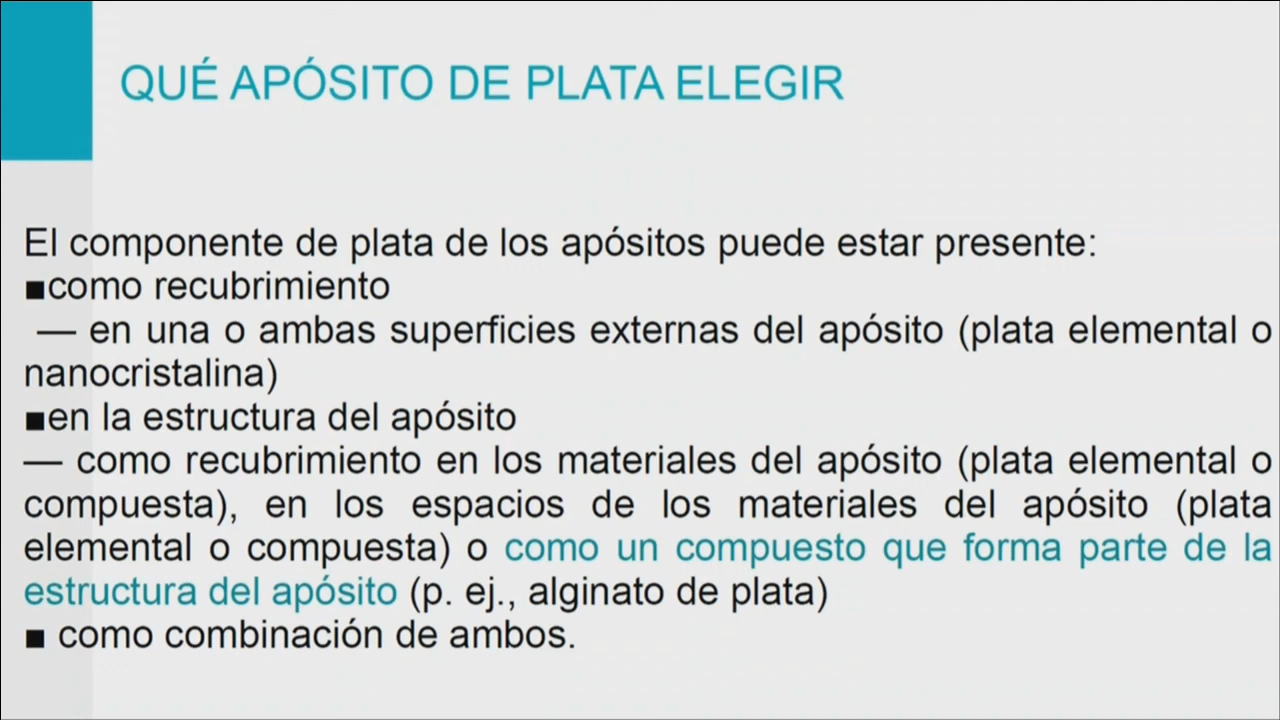 QUÉ APÓSITO DE PLATA ELEGIR
El componente de plata de los apósitos puede estar presente:
■como recubrimiento
— en una o ambas superficies externas del apósito (plata elemental o
nanocristalina)
■en la estructura del apósito
— como recubrimiento en los materiales del apósito (plata elemental o
compuesta), en los espacios de los materiales del apósito (plata
elemental o compuesta) o como un compuesto que forma parte de la
estructura del apósito (p. ej., alginato de plata)
■ como combinación de ambos.